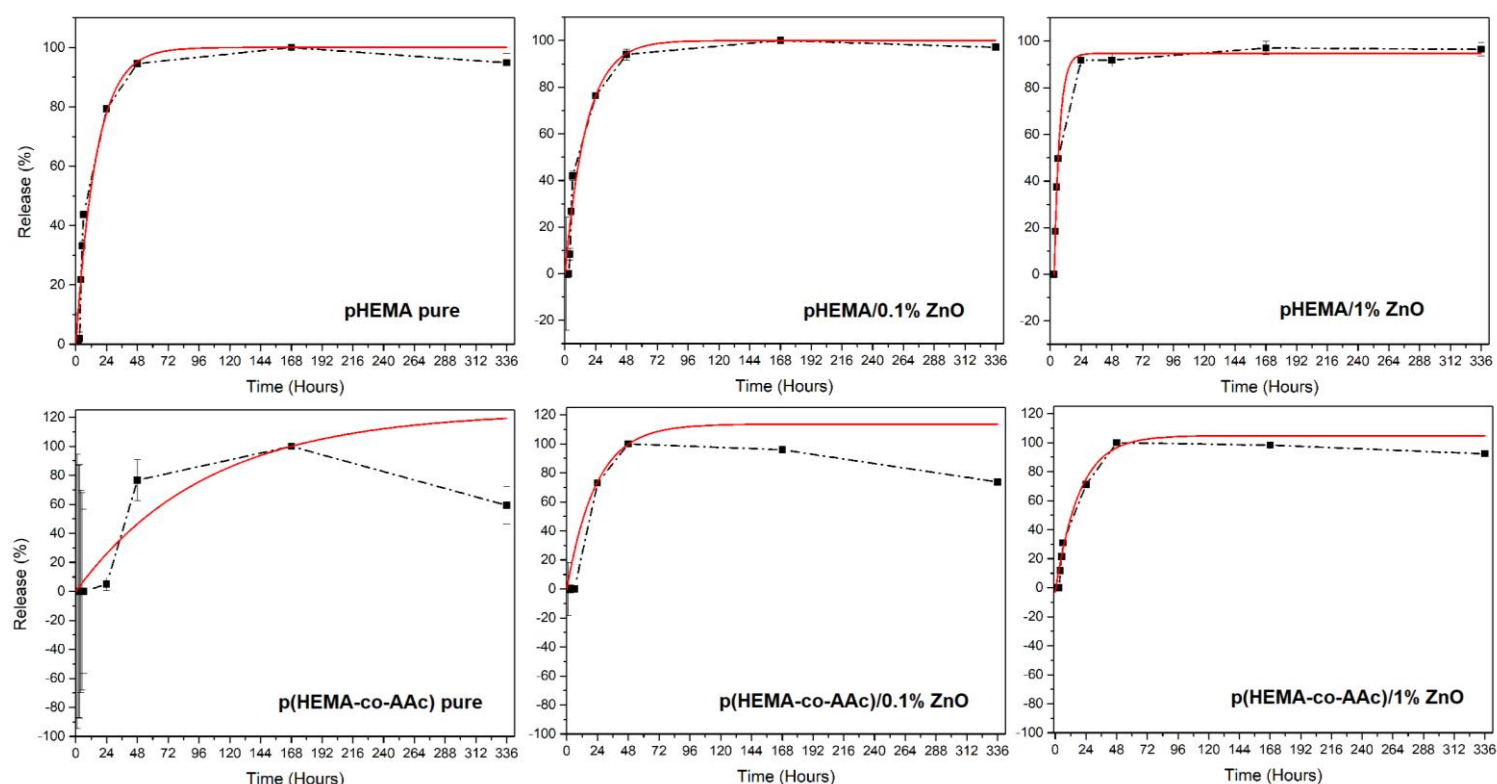 Release (%)
100
80
60
40
20
0
pHEMA pure
0 24 48 72 96 120 144 168 192 216 240 264 288 312 336
Time (Hours)
100
80
60
40
20
0
-20
pHEMA/0.1% ZnO
0 24 48 72 96 120 144 168 192 216 240 264 288 312 336
Time (Hours)
100
80
60
40
20
0
-20
pHEMA/1% ZnO
0 24 48 72 96 120 144 168 192 216 240 264 288 312 336
Time (Hours)
Release (%)
120
100
80
60
40
20
0
-20
-40
-60
-80
-100
p(HEMA-co-AAc) pure
0 24 48 72 96 120 144 168 192 216 240 264 288 312 336
Time (Hours)
120
100
80
60
40
20
0
-20
-40
-60
-80
-100
p(HEMA-co-AAc)/0.1% ZnO
0 24 48 72 96 120 144 168 192 216 240 264 288 312 336
Time (Hours)
120
100
80
60
40
20
0
-20
-40
-60
-80
-100
p(HEMA-co-AAc)/1% ZnO
0 24 48 72 96 120 144 168 192 216 240 264 288 312 336
Time (Hours)